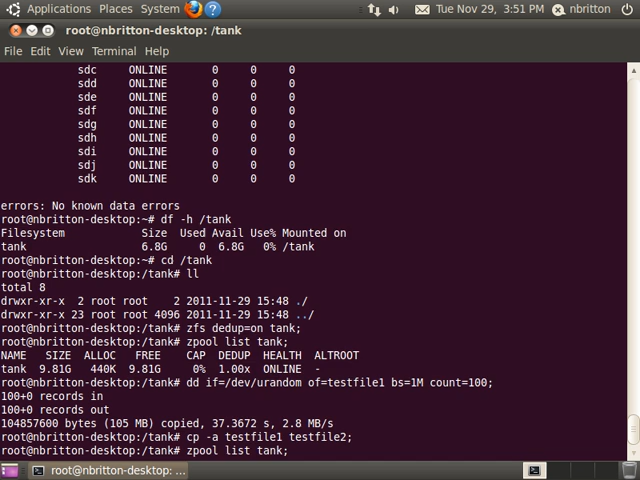 Applications Places System Tue Nov 29, 3:51 PM nbritton
root@nbritton-desktop: /tank
File Edit View Terminal Help
sdc ONLINE 0 0 0
sdd ONLINE 0 0 0
sde ONLINE 0 0 0
sdf ONLINE 0 0 0
sdg ONLINE 0 0 0
sdh ONLINE 0 0 0
sdi ONLINE 0 0 0
sdj ONLINE 0 0 0
sdk ONLINE 0 0 0
errors: No known data errors
root@nbritton-desktop:~# df -h /tank
Filesystem Size Used Avail Use% Mounted on
tank 6.8G 0 6.8G 0% /tank
root@nbritton-desktop:~# cd /tank
root@nbritton-desktop:/tank# ll
total 8
drwxr-xr-x 2 root root 2 2011-11-29 15:48 ./
drwxr-xr-x 23 root root 4096 2011-11-29 15:48 ../
root@nbritton-desktop:/tank# zfs dedup=on tank;
root@nbritton-desktop:/tank# zpool list tank;
NAME SIZE ALLOC FREE CAP DEDUP HEALTH ALTROOT
tank 9.81G 440K 9.81G 0% 1.00x ONLINE -
root@nbritton-desktop:/tank# dd if=/dev/urandom of=testfile1 bs=1M count=100;
100+0 records in
100+0 records out
104857600 bytes (105 MB) copied, 37.3672 s, 2.8 MB/s
root@nbritton-desktop:/tank# cp -a testfile1 testfile2;
root@nbritton-desktop:/tank# zpool list tank;
root@nbritton-desktop: ...